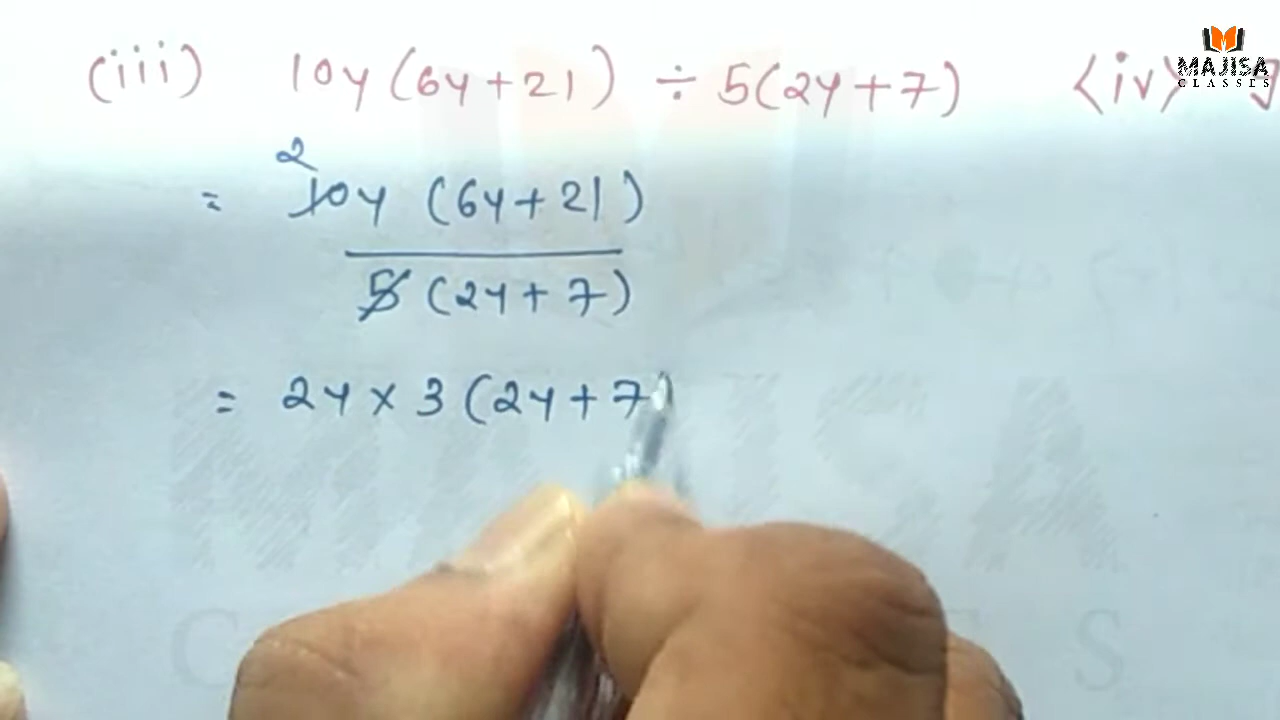 (iii) 10y(6y+21) ÷ 5(2y+7) (iv)
MAJISA
CLASSES
2
= 10y (6y+21)
5 (2y+7)
= 2y × 3 (2y+7)